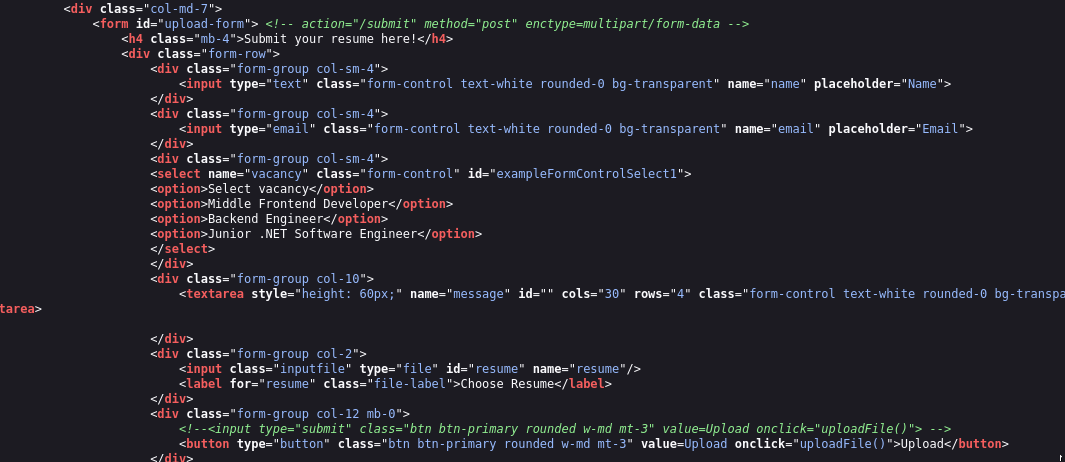 <div class="col-md-7">
<form id="upload-form"> <!-- action="/submit" method="post" enctype=multipart/form-data -->
<h4 class="mb-4">Submit your resume here!</h4>
<div class="form-row">
<div class="form-group col-sm-4">
<input type="text" class="form-control text-white rounded-0 bg-transparent" name="name" placeholder="Name">
</div>
<div class="form-group col-sm-4">
<input type="email" class="form-control text-white rounded-0 bg-transparent" name="email" placeholder="Email">
</div>
<div class="form-group col-sm-4">
<select name="vacancy" class="form-control" id="exampleFormControlSelect1">
<option>Select vacancy</option>
<option>Middle Frontend Developer</option>
<option>Backend Engineer</option>
<option>Junior .NET Software Engineer</option>
</select>
</div>
<div class="form-group col-10">
<textarea style="height: 60px;" name="message" id="" cols="30" rows="4" class="form-control text-white rounded-0 bg-transpa
tarea>
</div>
<div class="form-group col-2">
<input class="inputfile" type="file" id="resume" name="resume"/>
<label for="resume" class="file-label">Choose Resume</label>
</div>
<div class="form-group col-12 mb-0">
<!--<input type="submit" class="btn btn-primary rounded w-md mt-3" value=Upload onclick="uploadFile()"> -->
<button type="button" class="btn btn-primary rounded w-md mt-3" value=Upload onclick="uploadFile()">Upload</button>
</div>